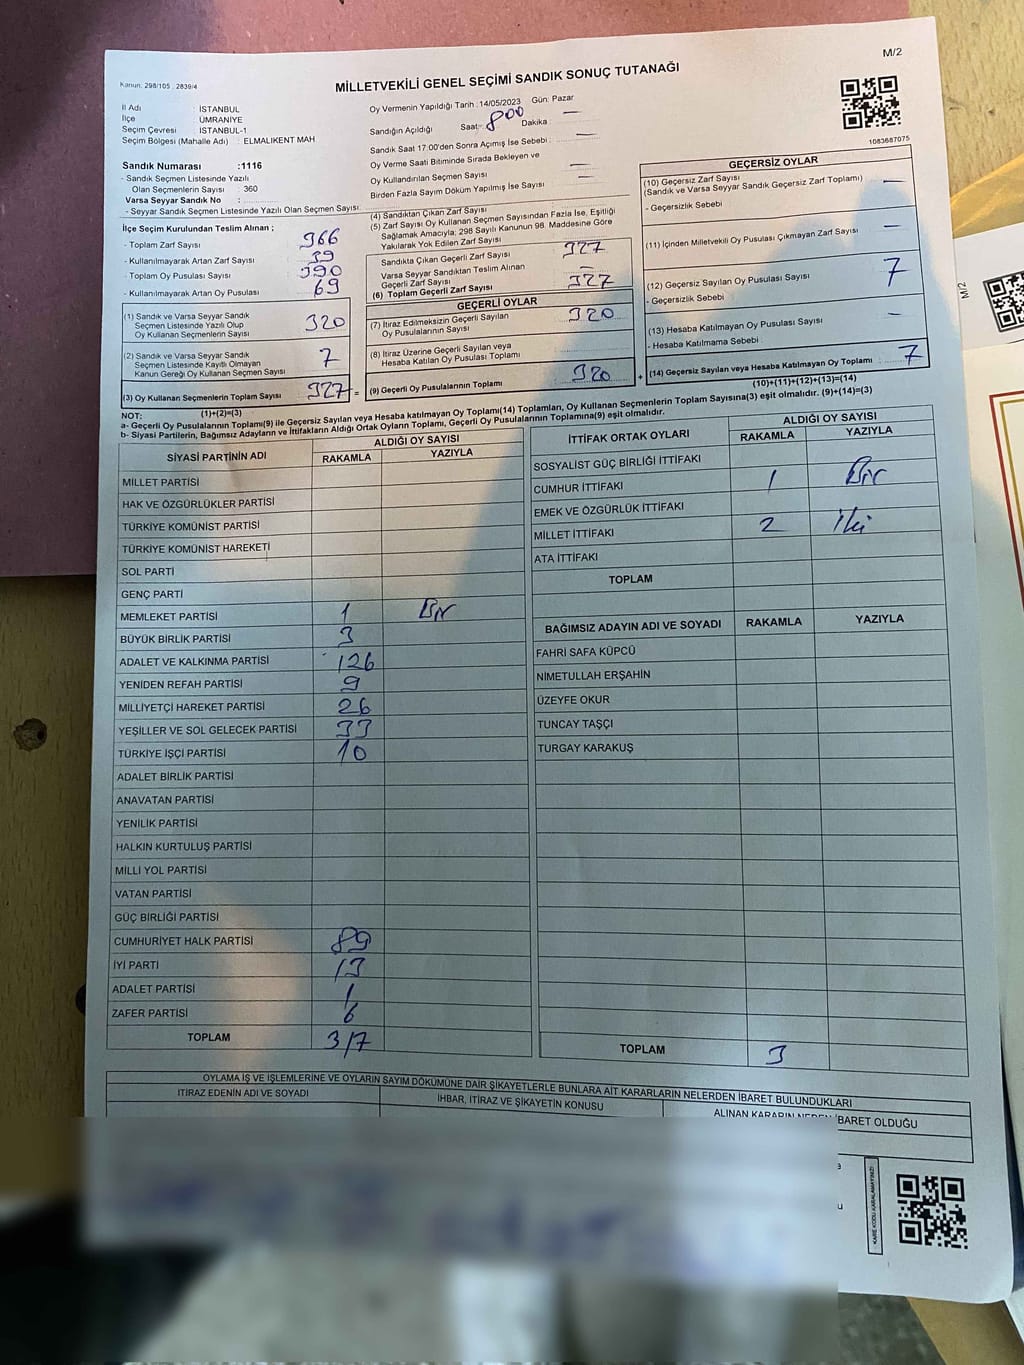 M/2
Kanun: 298/105 : 2839/4
MİLLETVEKİLİ GENEL SEÇİMİ SANDIK SONUÇ TUTANAĞI
İl Adı : İSTANBUL
İlçe : ÜMRANİYE
Seçim Çevresi : İSTANBUL-1
Seçim Bölgesi (Mahalle Adı) : ELMALIKENT MAH
Oy Vermenin Yapıldığı Tarih : 14/05/2023 Gün: Pazar
Sandığın Açıldığı Saat: 800 Dakika : —
Sandık Saat 17:00'den Sonra Açımış İse Sebebi : —
Oy Verme Saati Bitiminde Sırada Bekleyen ve
Oy Kullandırılan Seçmen Sayısı —
Birden Fazla Sayım Döküm Yapılmış İse Sayısı —
1083687075
Sandık Numarası :1116
- Sandık Seçmen Listesinde Yazılı
Olan Seçmenlerin Sayısı : 360
Varsa Seyyar Sandık No :
- Seyyar Sandık Seçmen Listesinde Yazılı Olan Seçmen Sayısı:
İlçe Seçim Kurulundan Teslim Alınan ;
- Toplam Zarf Sayısı 366
- Kullanılmayarak Artan Zarf Sayısı 39
- Toplam Oy Pusulası Sayısı 390
- Kullanılmayarak Artan Oy Pusulası 69
(1) Sandık ve Varsa Seyyar Sandık
Seçmen Listesinde Yazılı Olup
Oy Kullanan Seçmenlerin Sayısı 320
(2) Sandık ve Varsa Seyyar Sandık
Seçmen Listesinde Kayıtlı Olmayan
Kanun Gereği Oy Kullanan Seçmen Sayısı 7
(3) Oy Kullanan Seçmenlerin Toplam Sayısı 327 =
(4) Sandıktan Çıkan Zarf Sayısı
(5) Zarf Sayısı Oy Kullanan Seçmen Sayısından Fazla İse, Eşitliği
Sağlamak Amacıyla; 298 Sayılı Kanunun 98. Maddesine Göre
Yakılarak Yok Edilen Zarf Sayısı
Sandıkta Çıkan Geçerli Zarf Sayısı 327
Varsa Seyyar Sandıktan Teslim Alınan
Geçerli Zarf Sayısı —
(6) Toplam Geçerli Zarf Sayısı 327
GEÇERLİ OYLAR
(7) İtiraz Edilmeksizin Geçerli Sayılan
Oy Pusulalarının Sayısı 320
(8) İtiraz Üzerine Geçerli Sayılan veya
Hesaba Katılan Oy Pusulası Toplamı
(9) Geçerli Oy Pusulalarının Toplamı 320 +
GEÇERSİZ OYLAR
(10) Geçersiz Zarf Sayısı
(Sandık ve Varsa Seyyar Sandık Geçersiz Zarf Toplamı) —
- Geçersizlik Sebebi
(11) İçinden Milletvekili Oy Pusulası Çıkmayan Zarf Sayısı —
(12) Geçersiz Sayılan Oy Pusulası Sayısı 7
- Geçersizlik Sebebi
(13) Hesaba Katılmayan Oy Pusulası Sayısı —
- Hesaba Katılmama Sebebi
(14) Geçersiz Sayılan veya Hesaba Katılmayan Oy Toplamı 7
(10)+(11)+(12)+(13)=(14)
NOT: (1)+(2)=(3)
a- Geçerli Oy Pusulalarının Toplamı(9) ile Geçersiz Sayılan veya Hesaba katılmayan Oy Toplamı(14) Toplamları, Oy Kullanan Seçmenlerin Toplam Sayısına(3) eşit olmalıdır. (9)+(14)=(3)
b- Siyasi Partilerin, Bağımsız Adayların ve İttifakların Aldığı Ortak Oyların Toplamı, Geçerli Oy Pusulalarının Toplamına(9) eşit olmalıdır.
SİYASİ PARTİNİN ADI
ALDIĞI OY SAYISI
RAKAMLA YAZIYLA
MİLLET PARTİSİ
HAK VE ÖZGÜRLÜKLER PARTİSİ
TÜRKİYE KOMÜNİST PARTİSİ
TÜRKİYE KOMÜNİST HAREKETİ
SOL PARTİ
GENÇ PARTİ
MEMLEKET PARTİSİ 1 Bir
BÜYÜK BİRLİK PARTİSİ 3
ADALET VE KALKINMA PARTİSİ 126
YENİDEN REFAH PARTİSİ 9
MİLLİYETÇİ HAREKET PARTİSİ 26
YEŞİLLER VE SOL GELECEK PARTİSİ 33
TÜRKİYE İŞÇİ PARTİSİ 10
ADALET BİRLİK PARTİSİ
ANAVATAN PARTİSİ
YENİLİK PARTİSİ
HALKIN KURTULUŞ PARTİSİ
MİLLİ YOL PARTİSİ
VATAN PARTİSİ
GÜÇ BİRLİĞİ PARTİSİ
CUMHURİYET HALK PARTİSİ 89
İYİ PARTİ 13
ADALET PARTİSİ 1
ZAFER PARTİSİ 6
TOPLAM 317
İTTİFAK ORTAK OYLARI
ALDIĞI OY SAYISI
RAKAMLA YAZIYLA
SOSYALİST GÜÇ BİRLİĞİ İTTİFAKI
CUMHUR İTTİFAKI 1 Bir
EMEK VE ÖZGÜRLÜK İTTİFAKI
MİLLET İTTİFAKI 2 İki
ATA İTTİFAKI
TOPLAM
BAĞIMSIZ ADAYIN ADI VE SOYADI RAKAMLA YAZIYLA
FAHRİ SAFA KÜPCÜ
NİMETULLAH ERŞAHİN
ÜZEYFE OKUR
TUNCAY TAŞÇI
TURGAY KARAKUŞ
TOPLAM 3
OYLAMA İŞ VE İŞLEMLERİNE VE OYLARIN SAYIM DÖKÜMÜNE DAİR ŞİKAYETLERLE BUNLARA AİT KARARLARIN NELERDEN İBARET BULUNDUKLARI
İTİRAZ EDENİN ADI VE SOYADI
İHBAR, İTİRAZ VE ŞİKAYETİN KONUSU
ALINAN KARARIN NEDEN İBARET OLDUĞU
KARE KODU KARALAMAYINIZ!
M/2